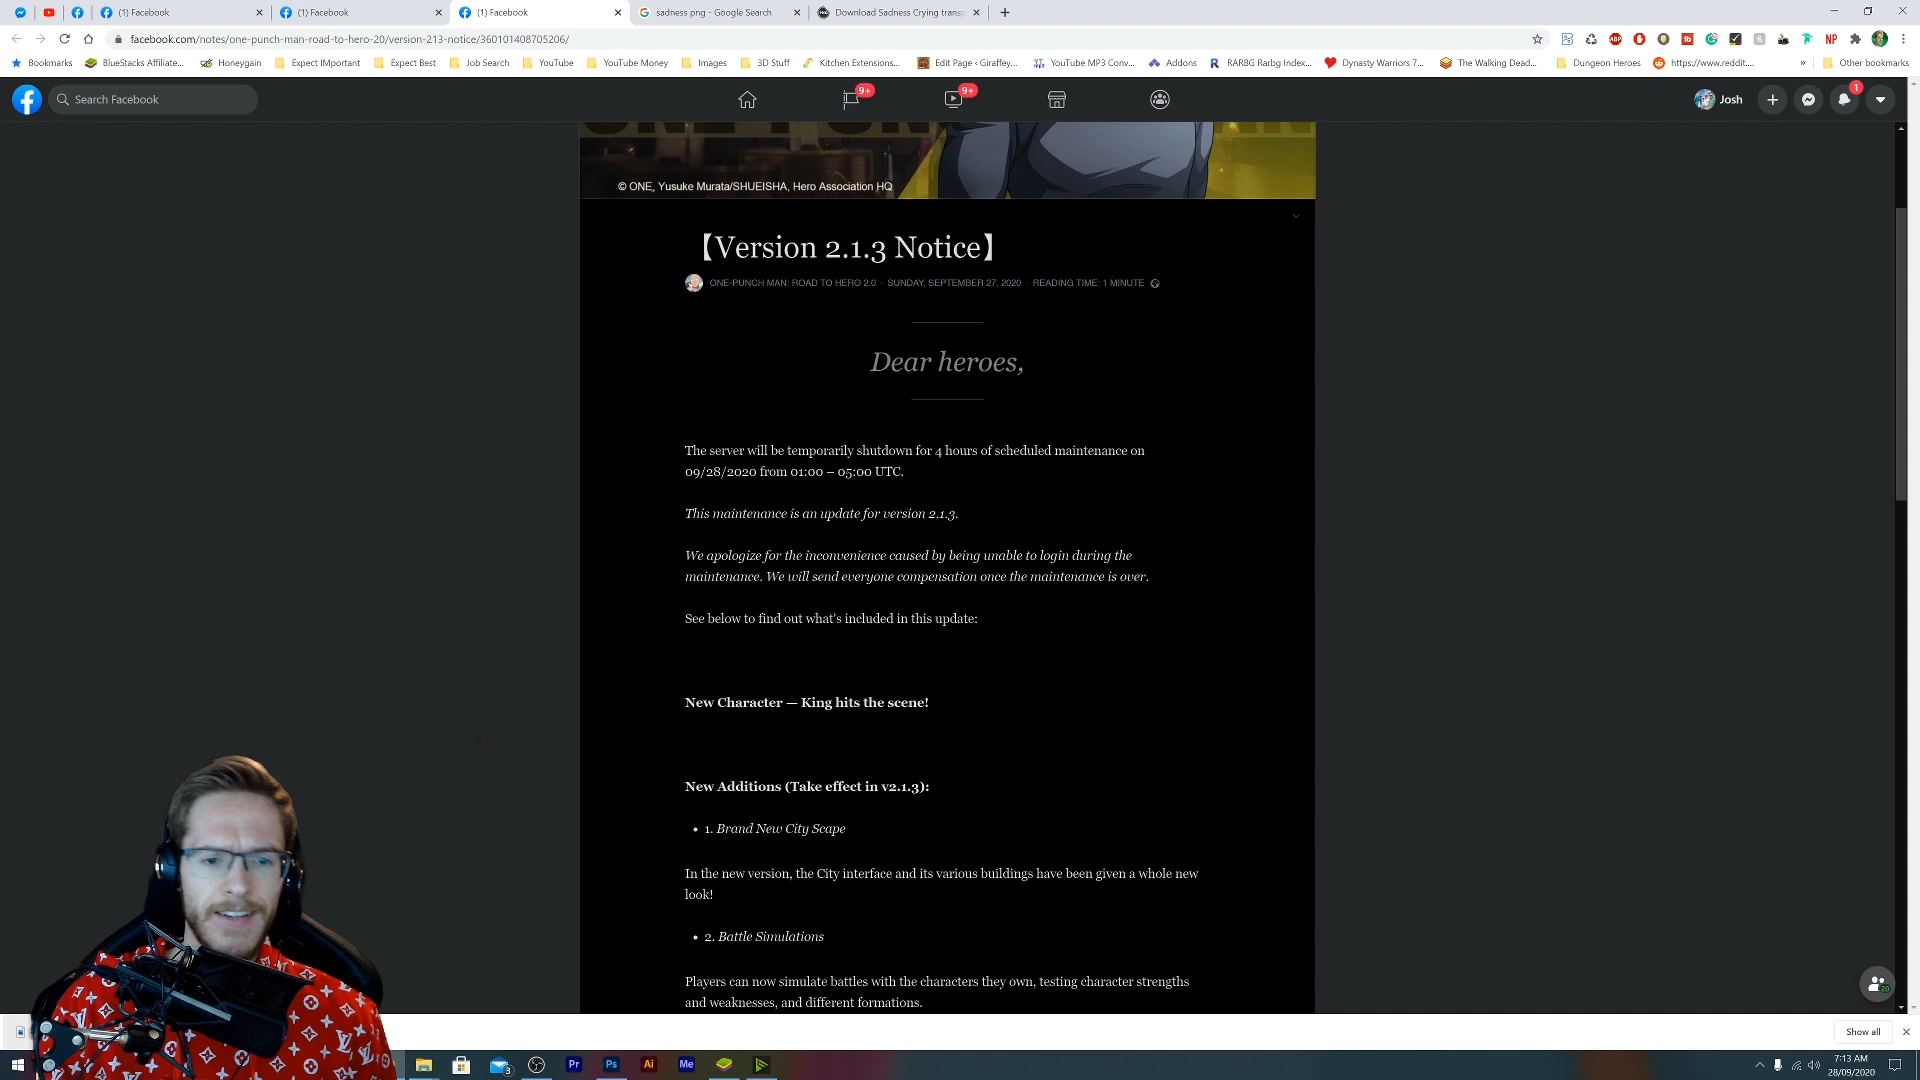 (1) Facebook
(1) Facebook
(1) Facebook
sadness png - Google Search
Download Sadness Crying transp
facebook.com/notes/one-punch-man-road-to-hero-20/version-213-notice/360101408705206/
Bookmarks
BlueStacks Affiliate...
Honeygain
Expect IMportant
Expect Best
Job Search
YouTube
YouTube Money
Images
3D Stuff
Kitchen Extensions...
Edit Page ‹ Giraffey...
YouTube MP3 Conv...
Addons
RARBG Rarbg Index...
Dynasty Warriors 7...
The Walking Dead...
Dungeon Heroes
https://www.reddit....
»
Other bookmarks
Search Facebook
9+
9+
Josh
1
© ONE, Yusuke Murata/SHUEISHA, Hero Association HQ
【Version 2.1.3 Notice】
ONE-PUNCH MAN: ROAD TO HERO 2.0 · SUNDAY, SEPTEMBER 27, 2020 · READING TIME: 1 MINUTE
Dear heroes,
The server will be temporarily shutdown for 4 hours of scheduled maintenance on
09/28/2020 from 01:00 – 05:00 UTC.
This maintenance is an update for version 2.1.3.
We apologize for the inconvenience caused by being unable to login during the
maintenance. We will send everyone compensation once the maintenance is over.
See below to find out what's included in this update:
New Character — King hits the scene!
New Additions (Take effect in v2.1.3):
• 1. Brand New City Scape
In the new version, the City interface and its various buildings have been given a whole new
look!
• 2. Battle Simulations
Players can now simulate battles with the characters they own, testing character strengths
and weaknesses, and different formations.
20
Show all
3
Pr
Ps
Ai
Me
7:13 AM
28/09/2020